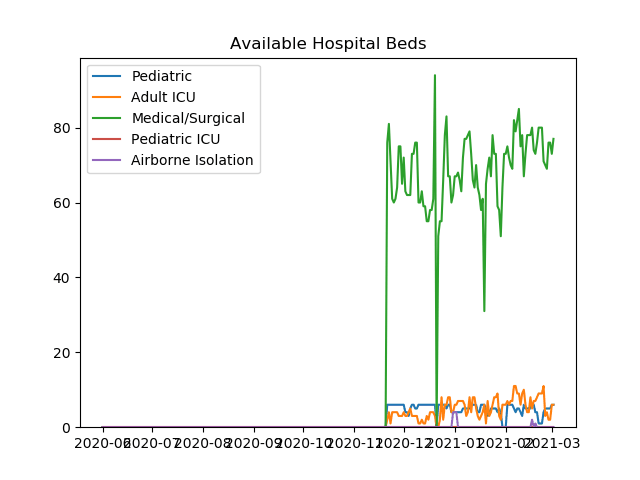 Available Hospital Beds
Pediatric
Adult ICU
Medical/Surgical
Pediatric ICU
Airborne Isolation
80
60
40
20
0
2020-06 2020-07 2020-08 2020-09 2020-10 2020-11 2020-12 2021-01 2021-02 2021-03